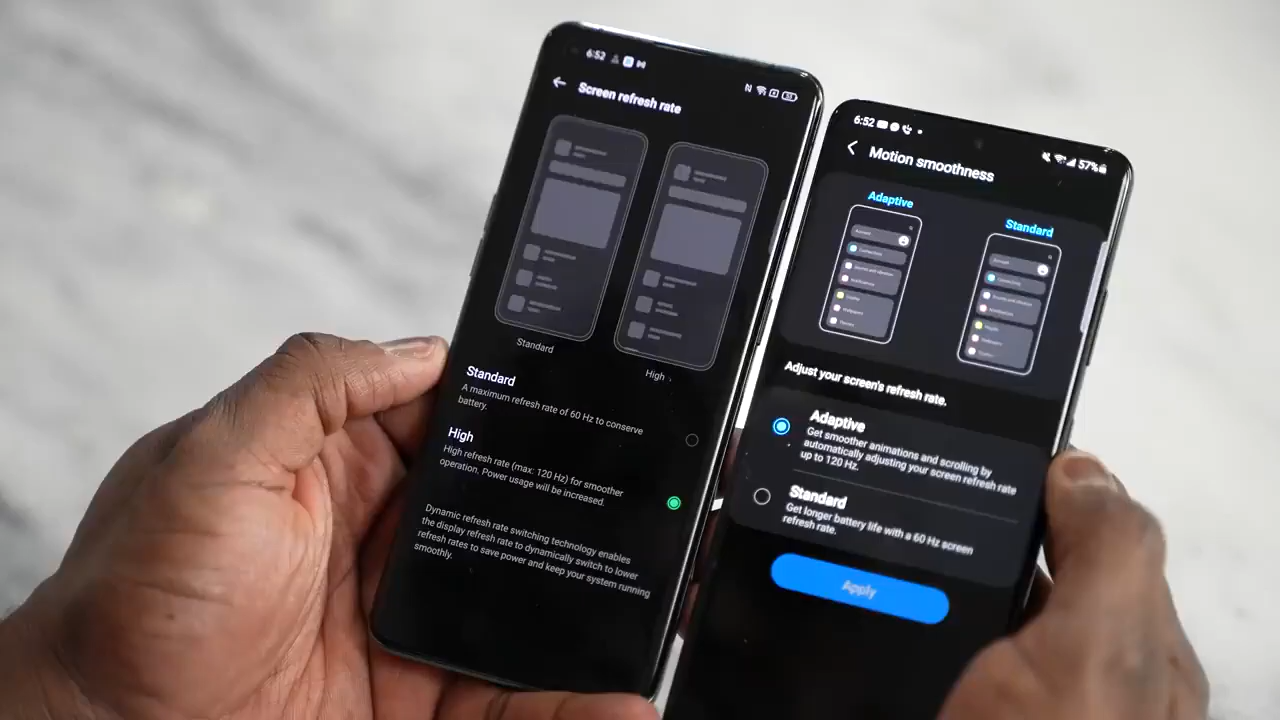 6:52
Screen refresh rate
Standard
High
Standard
A maximum refresh rate of 60 Hz to conserve
battery.
High
High refresh rate (max: 120 Hz) for smoother
operation. Power usage will be increased.
Dynamic refresh rate switching technology enables
the display refresh rate to dynamically switch to lower
refresh rates to save power and keep your system running
smoothly.
6:52
57%
Motion smoothness
Adaptive
Standard
Adjust your screen's refresh rate.
Adaptive
Get smoother animations and scrolling by
automatically adjusting your screen refresh rate
up to 120 Hz.
Standard
Get longer battery life with a 60 Hz screen
refresh rate.
Apply